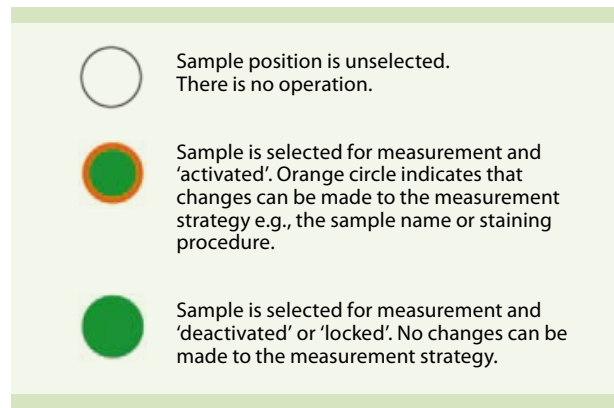 Sample position is unselected.
There is no operation.
Sample is selected for measurement and
‘activated’. Orange circle indicates that
changes can be made to the measurement
strategy e.g., the sample name or staining
procedure.
Sample is selected for measurement and
‘deactivated’ or ‘locked’. No changes can be
made to the measurement strategy.